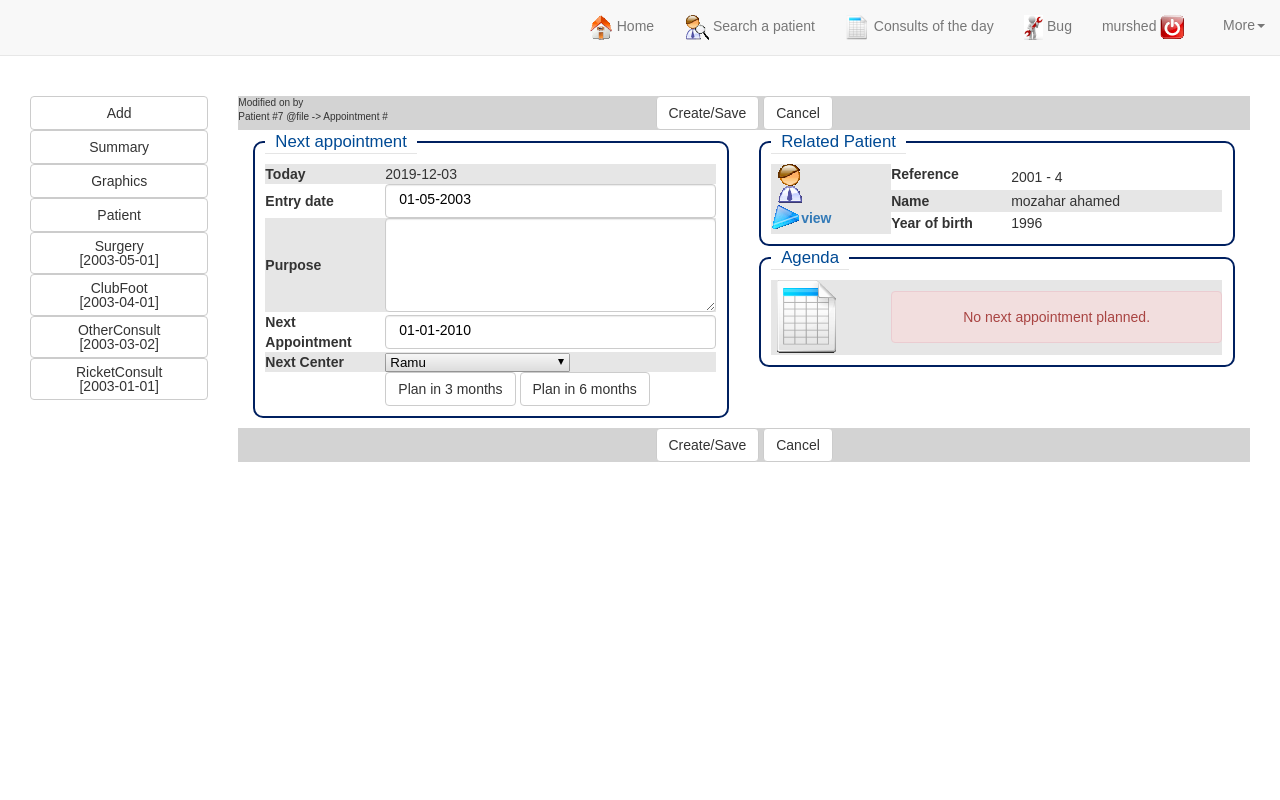 Home
Search a patient
Consults of the day
Bug
murshed
More
Add
Summary
Graphics
Patient
Surgery
[2003-05-01]
ClubFoot
[2003-04-01]
OtherConsult
[2003-03-02]
RicketConsult
[2003-01-01]
Modified on by
Patient #7 @file -> Appointment #
Create/Save
Cancel
Next appointment
Today 2019-12-03
Entry date 01-05-2003
Purpose
Next
Appointment
01-01-2010
Next Center Ramu
Plan in 3 months
Plan in 6 months
Related Patient
view
Reference 2001 - 4
Name mozahar ahamed
Year of birth 1996
Agenda
No next appointment planned.
Create/Save
Cancel